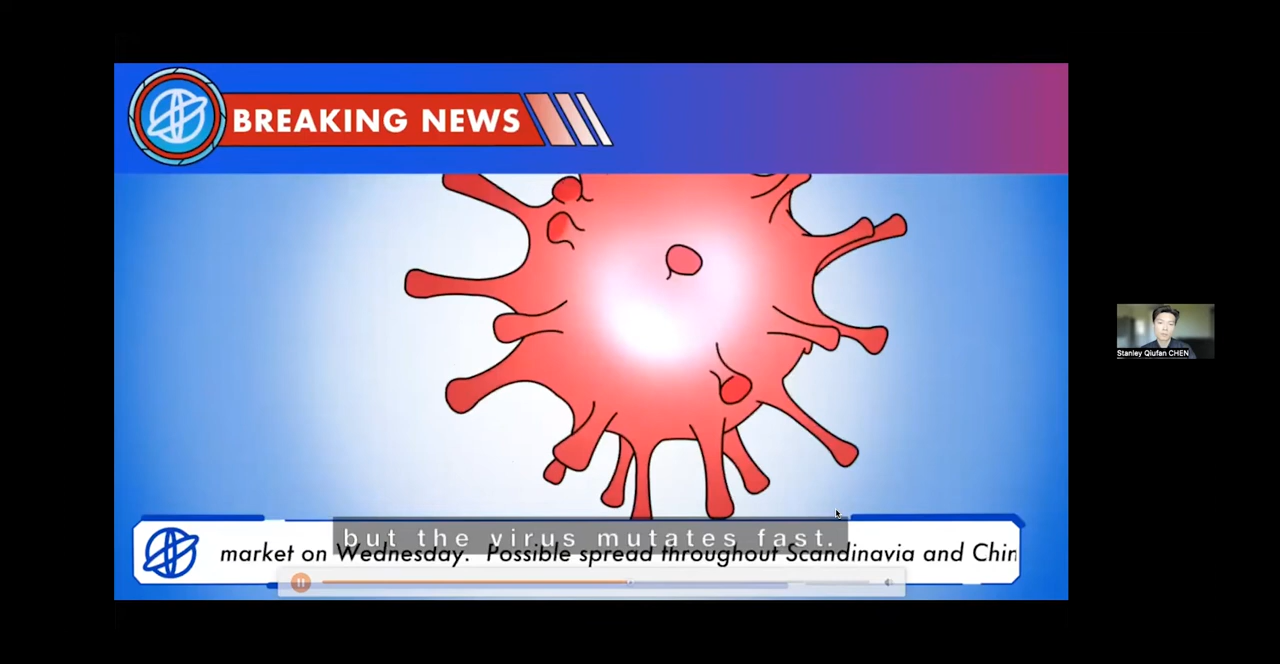 BREAKING NEWS
Stanley Qiufan CHEN
but the virus mutates fast.
market on Wednesday. Possible spread throughout Scandinavia and Chin